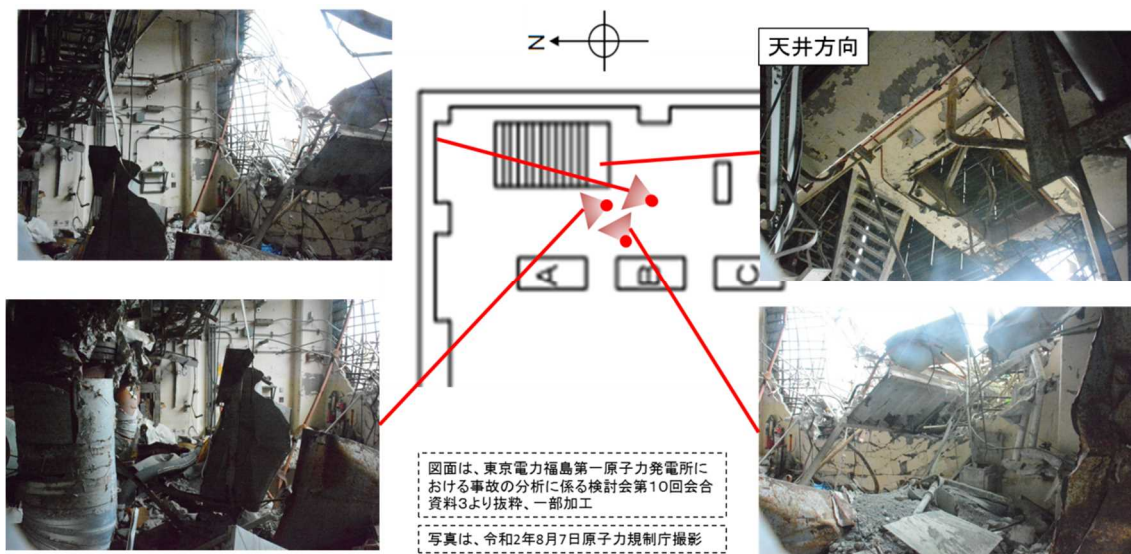 N
天井方向
A
B
C
図面は、東京電力福島第一原子力発電所に
おける事故の分析に係る検討会第10回会合
資料3より抜粋、一部加工
写真は、令和2年8月7日原子力規制庁撮影